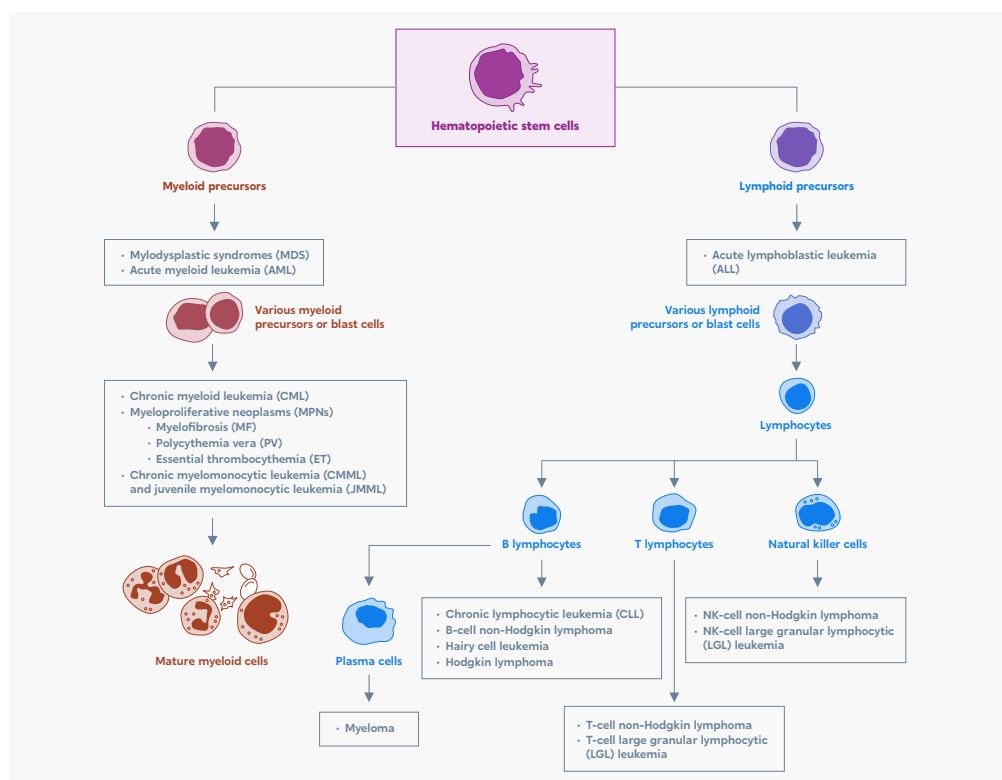 Hematopoietic stem cells
Myeloid precursors
Lymphoid precursors
· Mylodysplastic syndromes (MDS)
· Acute myeloid leukemia (AML)
· Acute lymphoblastic leukemia
(ALL)
Various myeloid
precursors or blast cells
Various lymphoid
precursors or blast cells
· Chronic myeloid leukemia (CML)
· Myeloproliferative neoplasms (MPNs)
· Myelofibrosis (MF)
· Polycythemia vera (PV)
· Essential thrombocythemia (ET)
· Chronic myelomonocytic leukemia (CMML)
and juvenile myelomonocytic leukemia (JMML)
Lymphocytes
B lymphocytes
T lymphocytes
Natural killer cells
· Chronic lymphocytic leukemia (CLL)
· B-cell non-Hodgkin lymphoma
· Hairy cell leukemia
· Hodgkin lymphoma
· NK-cell non-Hodgkin lymphoma
· NK-cell large granular lymphocytic
(LGL) leukemia
Mature myeloid cells
Plasma cells
· Myeloma
· T-cell non-Hodgkin lymphoma
· T-cell large granular lymphocytic
(LGL) leukemia